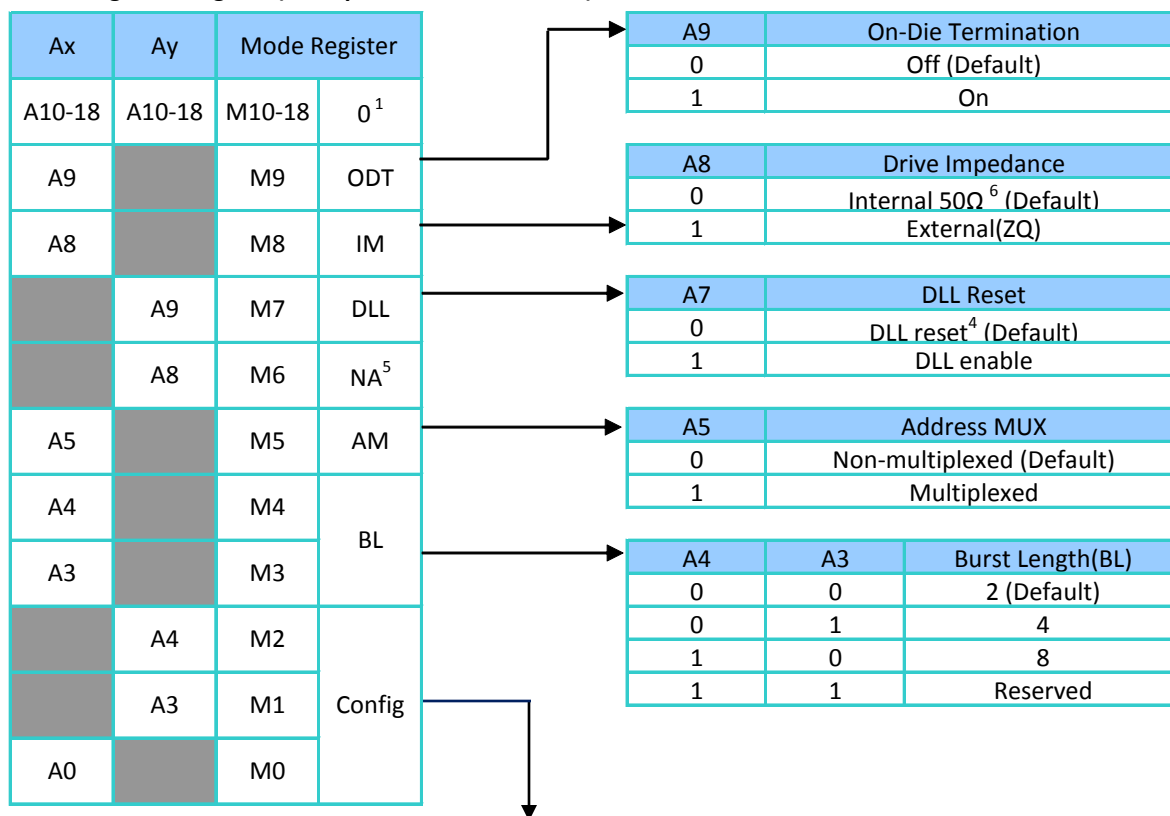 Ax Ay Mode Register
A10-18 A10-18 M10-18 0¹
A9 M9 ODT
A8 M8 IM
A9 M7 DLL
A8 M6 NA⁵
A5 M5 AM
A4 M4
BL
A3 M3
A4 M2
A3 M1 Config
A0 M0
A9 On-Die Termination
0 Off (Default)
1 On
A8 Drive Impedance
0 Internal 50Ω ⁶ (Default)
1 External(ZQ)
A7 DLL Reset
0 DLL reset⁴ (Default)
1 DLL enable
A5 Address MUX
0 Non-multiplexed (Default)
1 Multiplexed
A4 A3 Burst Length(BL)
0 0 2 (Default)
0 1 4
1 0 8
1 1 Reserved